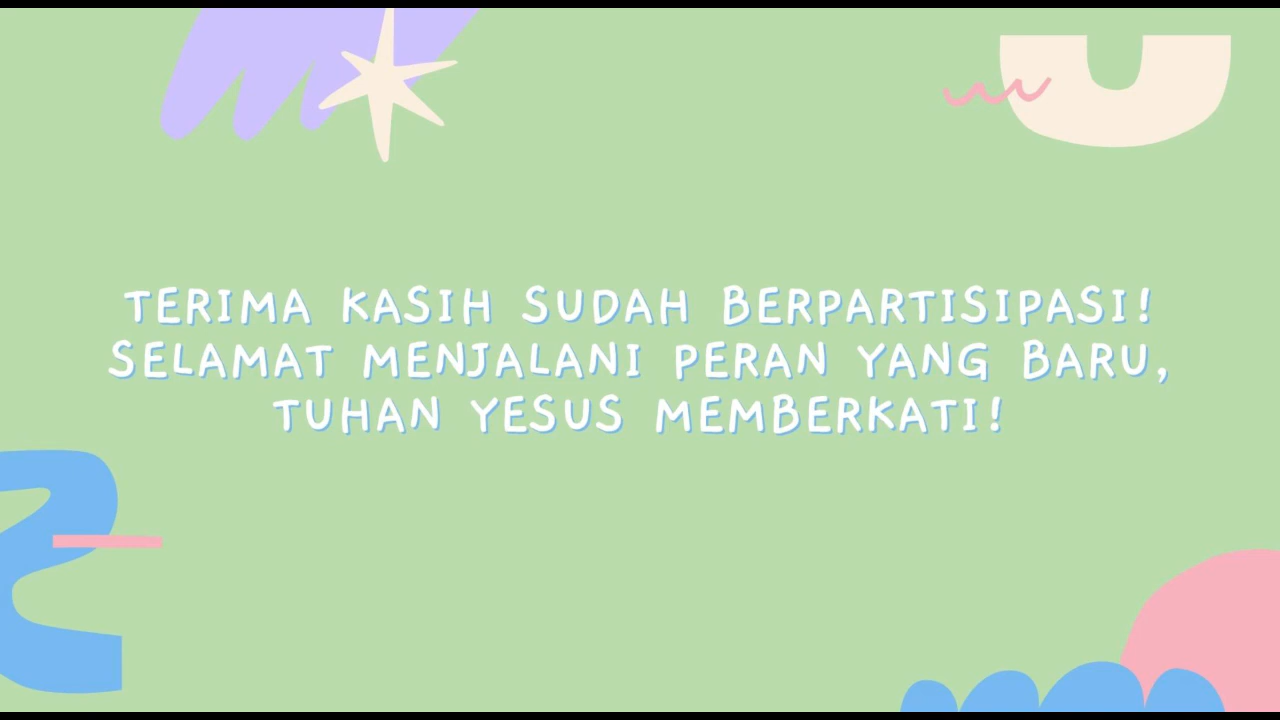 TERIMA KASIH SUDAH BERPARTISIPASI!
SELAMAT MENJALANI PERAN YANG BARU,
TUHAN YESUS MEMBERKATI!